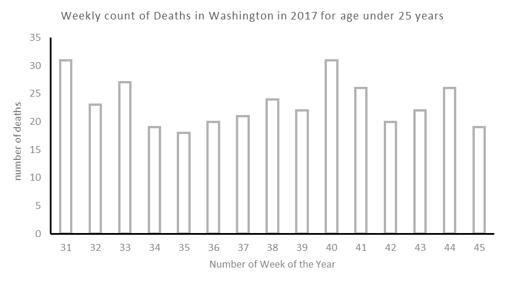 Weekly count of Deaths in Washington in 2017 for age under 25 years
number of deaths
35
30
25
20
15
10
5
0
31 32 33 34 35 36 37 38 39 40 41 42 43 44 45
Number of Week of the Year